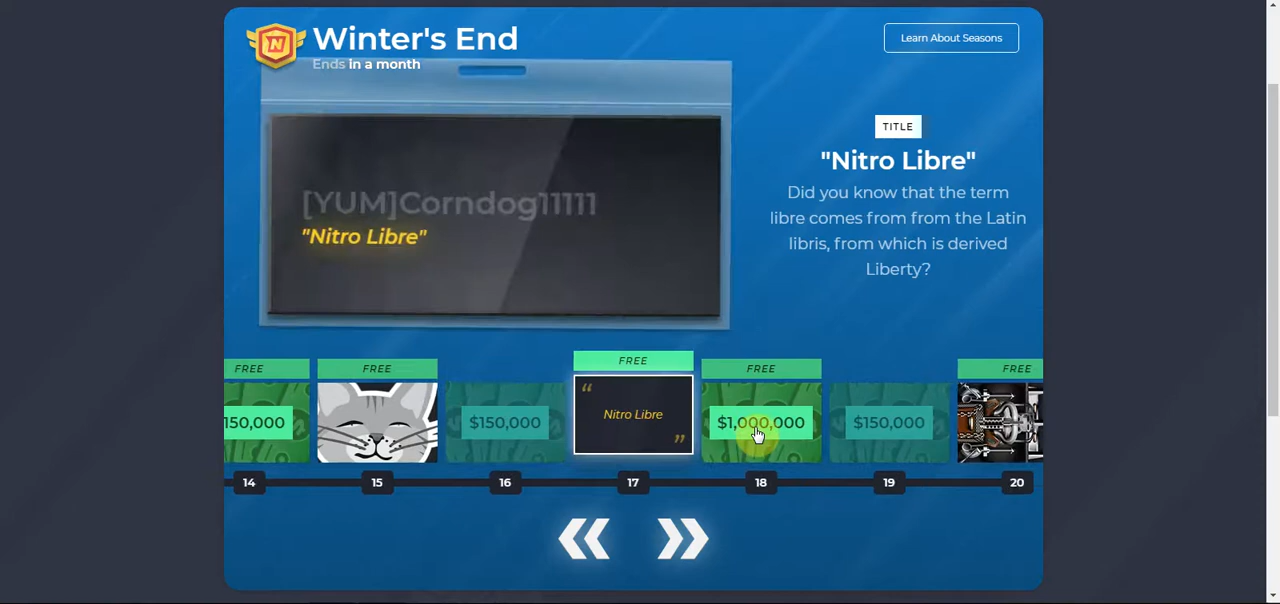 Winter's End
Ends in a month
Learn About Seasons
[YUM]Corndog11111
"Nitro Libre"
TITLE
"Nitro Libre"
Did you know that the term
libre comes from from the Latin
libris, from which is derived
Liberty?
FREE
FREE
FREE
FREE
FREE
150,000
$150,000
“ Nitro Libre ”
$1,000,000
$150,000
14
15
16
17
18
19
20